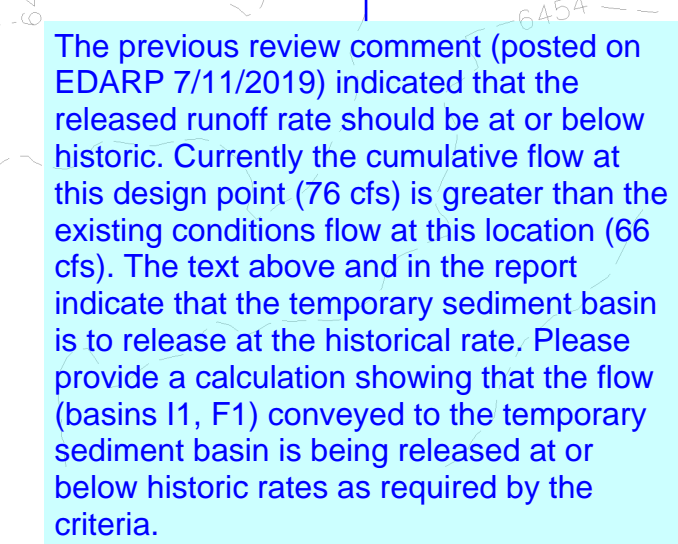 6454
The previous review comment (posted on
EDARP 7/11/2019) indicated that the
released runoff rate should be at or below
historic. Currently the cumulative flow at
this design point (76 cfs) is greater than the
existing conditions flow at this location (66
cfs). The text above and in the report
indicate that the temporary sediment basin
is to release at the historical rate. Please
provide a calculation showing that the flow
(basins I1, F1) conveyed to the temporary
sediment basin is being released at or
below historic rates as required by the
criteria.